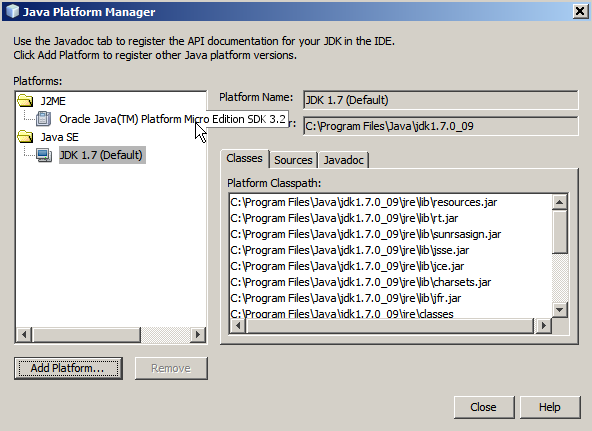 Java Platform Manager
Use the Javadoc tab to register the API documentation for your JDK in the IDE.
Click Add Platform to register other Java platform versions.
Platforms:
J2ME
Oracle Java(TM) Platform Micro Edition SDK 3.2
Java SE
JDK 1.7 (Default)
Platform Name:
JDK 1.7 (Default)
C:\Program Files\Java\jdk1.7.0_09
Classes
Sources
Javadoc
Platform Classpath:
C:\Program Files\Java\jdk1.7.0_09\jre\lib\resources.jar
C:\Program Files\Java\jdk1.7.0_09\jre\lib\rt.jar
C:\Program Files\Java\jdk1.7.0_09\jre\lib\sunrsasign.jar
C:\Program Files\Java\jdk1.7.0_09\jre\lib\jsse.jar
C:\Program Files\Java\jdk1.7.0_09\jre\lib\jce.jar
C:\Program Files\Java\jdk1.7.0_09\jre\lib\charsets.jar
C:\Program Files\Java\jdk1.7.0_09\jre\lib\jfr.jar
C:\Program Files\Java\jdk1.7.0_09\jre\classes
Add Platform...
Remove
Close
Help